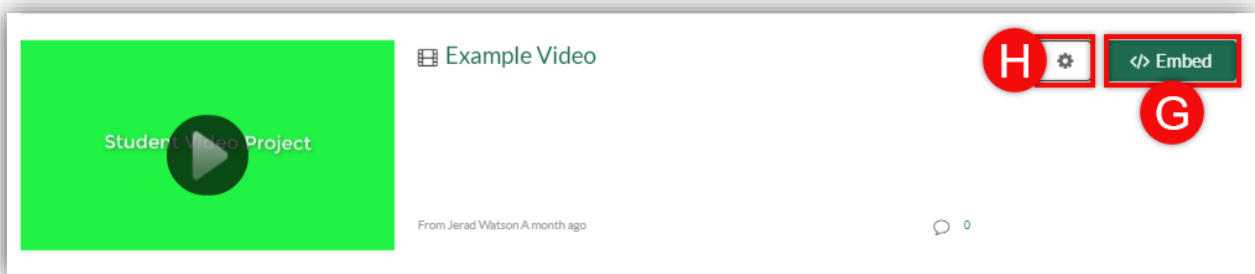 Example Video
H
</> Embed
G
Student Video Project
From Jerad Watson A month ago
0